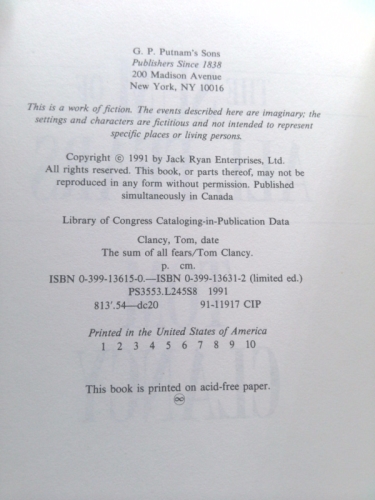 G. P. Putnam's Sons
Publishers Since 1838
200 Madison Avenue
New York, NY 10016
This is a work of fiction. The events described here are imaginary; the
settings and characters are fictitious and not intended to represent
specific places or living persons.
Copyright © 1991 by Jack Ryan Enterprises, Ltd.
All rights reserved. This book, or parts thereof, may not be
reproduced in any form without permission. Published
simultaneously in Canada
Library of Congress Cataloging-in-Publication Data
Clancy, Tom, date
The sum of all fears/Tom Clancy.
p. cm.
ISBN 0-399-13615-0.—ISBN 0-399-13631-2 (limited ed.)
PS3553.L245S8 1991
813'.54—dc20 91-11917 CIP
Printed in the United States of America
1 2 3 4 5 6 7 8 9 10
This book is printed on acid-free paper.
♾